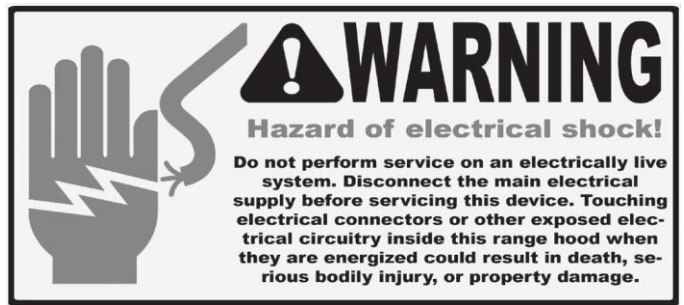 WARNING
Hazard of electrical shock!
Do not perform service on an electrically live
system. Disconnect the main electrical
supply before servicing this device. Touching
electrical connectors or other exposed elec-
trical circuitry inside this range hood when
they are energized could result in death, se-
rious bodily injury, or property damage.